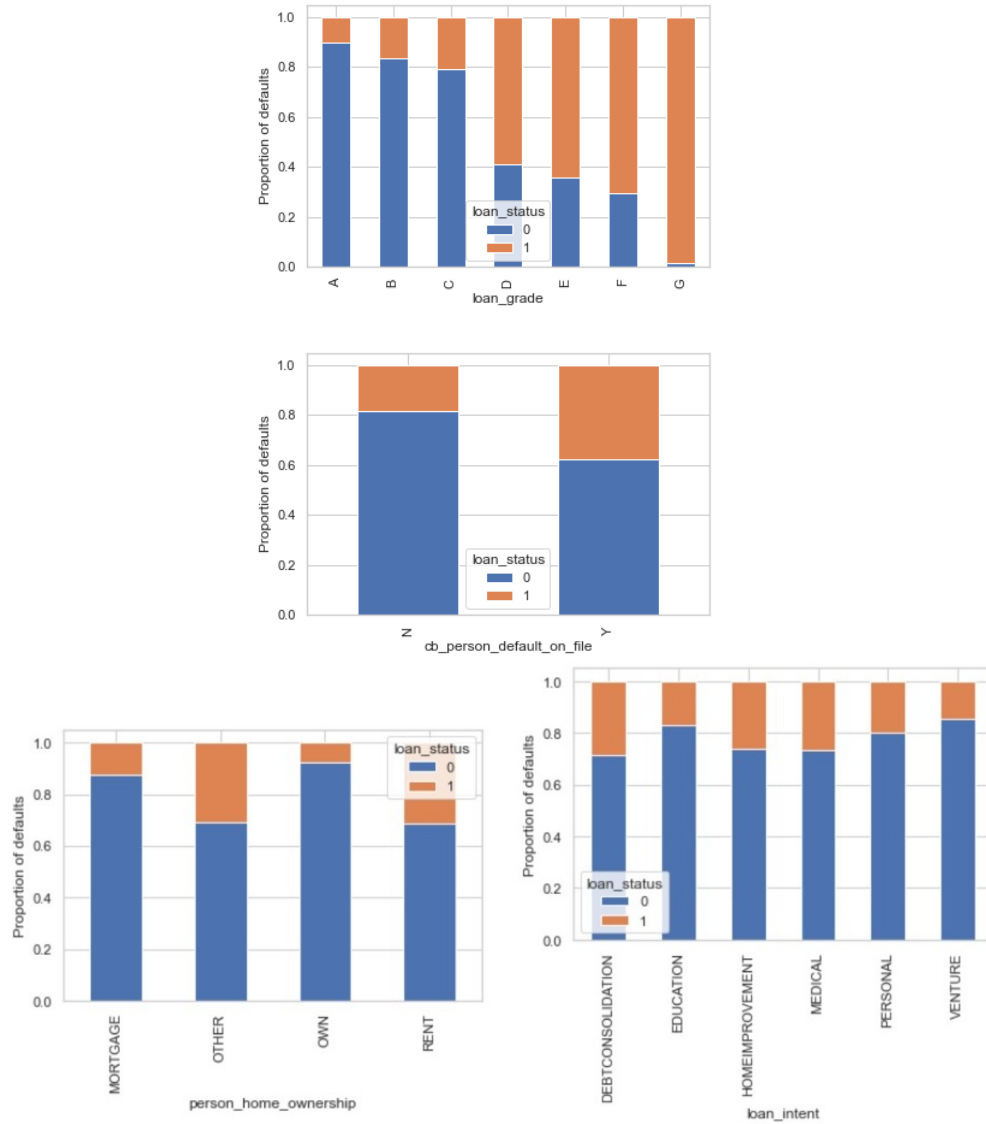 1.0
0.8
0.6
0.4
0.2
0.0
Proportion of defaults
loan_status
0
1
A B C D E F G
loan_grade
1.0
0.8
0.6
0.4
0.2
0.0
Proportion of defaults
loan_status
0
1
N Y
cb_person_default_on_file
1.0
0.8
0.6
0.4
0.2
0.0
Proportion of defaults
loan_status
0
1
MORTGAGE
OTHER
OWN
RENT
person_home_ownership
1.0
0.8
0.6
0.4
0.2
0.0
Proportion of defaults
loan_status
0
1
DEBTCONSOLIDATION
EDUCATION
HOMEIMPROVEMENT
MEDICAL
PERSONAL
VENTURE
loan_intent